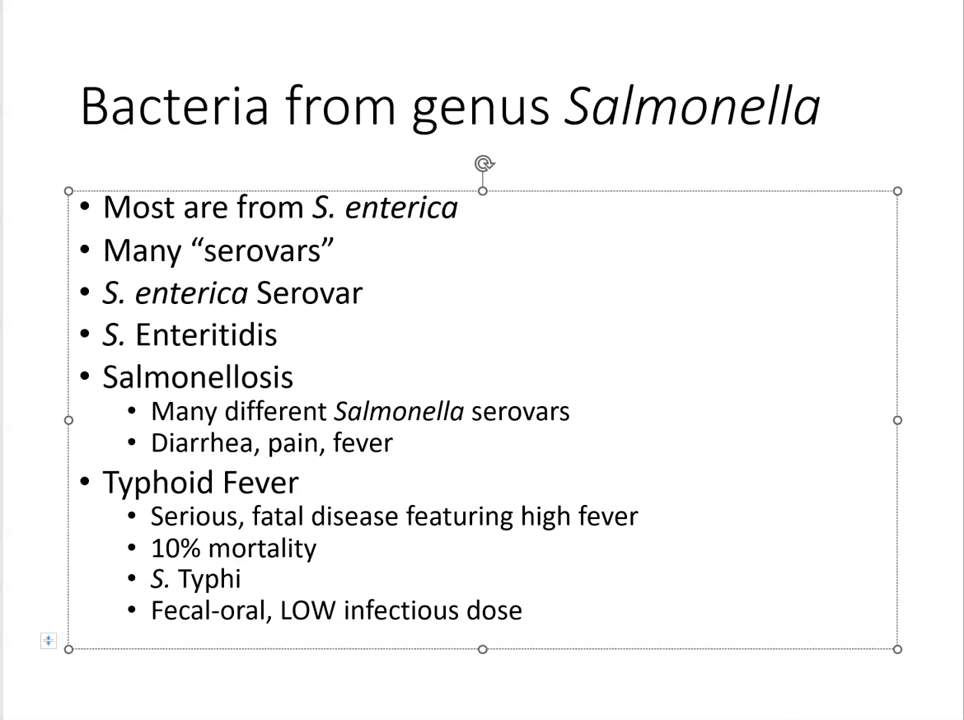 Bacteria from genus Salmonella
• Most are from S. enterica
• Many “serovars”
• S. enterica Serovar
• S. Enteritidis
• Salmonellosis
• Many different Salmonella serovars
• Diarrhea, pain, fever
• Typhoid Fever
• Serious, fatal disease featuring high fever
• 10% mortality
• S. Typhi
• Fecal-oral, LOW infectious dose